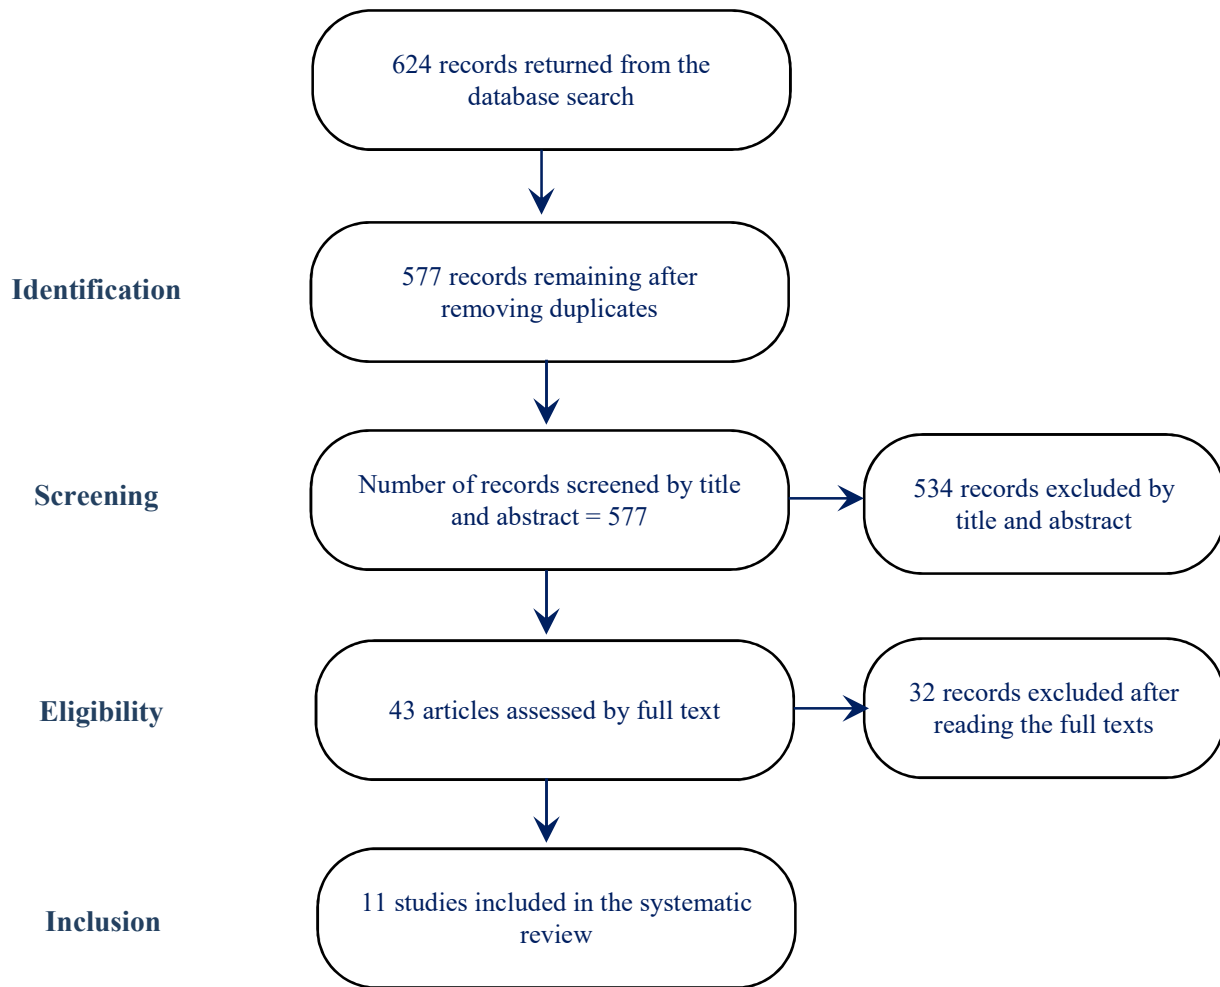 624 records returned from the
database search
Identification
577 records remaining after
removing duplicates
Screening
Number of records screened by title
and abstract = 577
534 records excluded by
title and abstract
Eligibility
43 articles assessed by full text
32 records excluded after
reading the full texts
Inclusion
11 studies included in the systematic
review